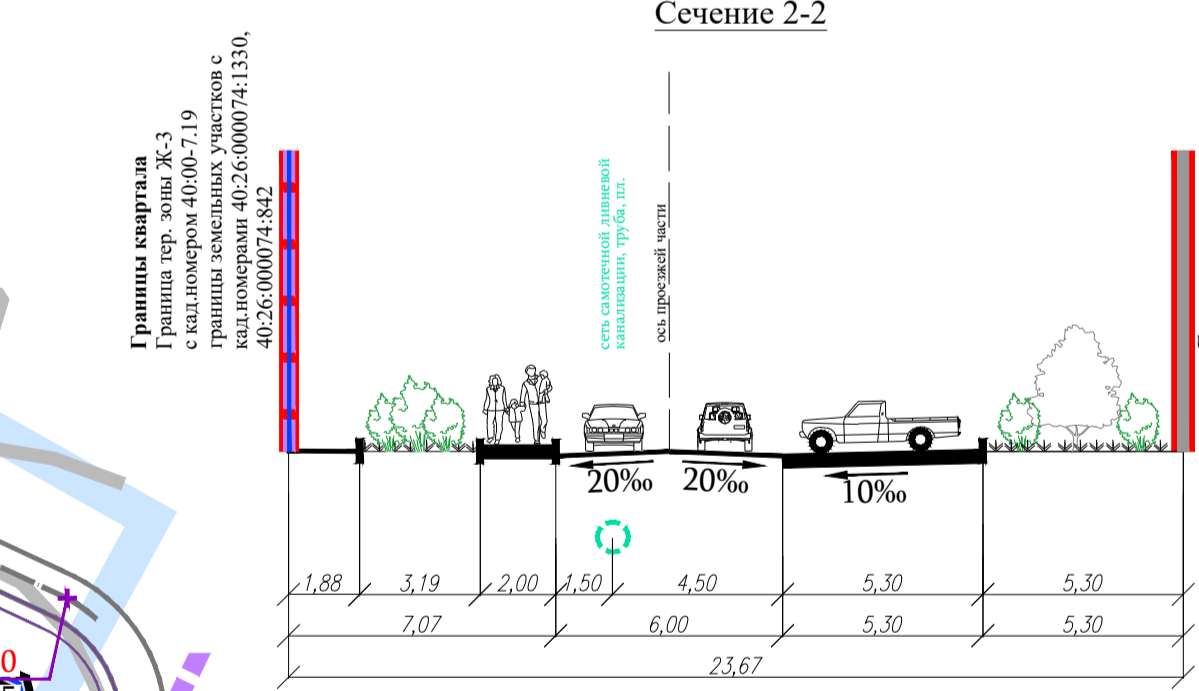 Сечение 2-2
Границы квартала
Граница тер. зоны Ж-3
с кад.номером 40:00-7.19
границы земельных участков с
кад.номерами 40:26:000074:1330,
40:26:000074:842
сеть самотечной ливневой
канализации, труба, пл.
ось проезжей части
20‰ 20‰ 10‰
1,88 3,19 2,00 1,50 4,50 5,30 5,30
7,07 6,00 5,30 5,30
23,67
0